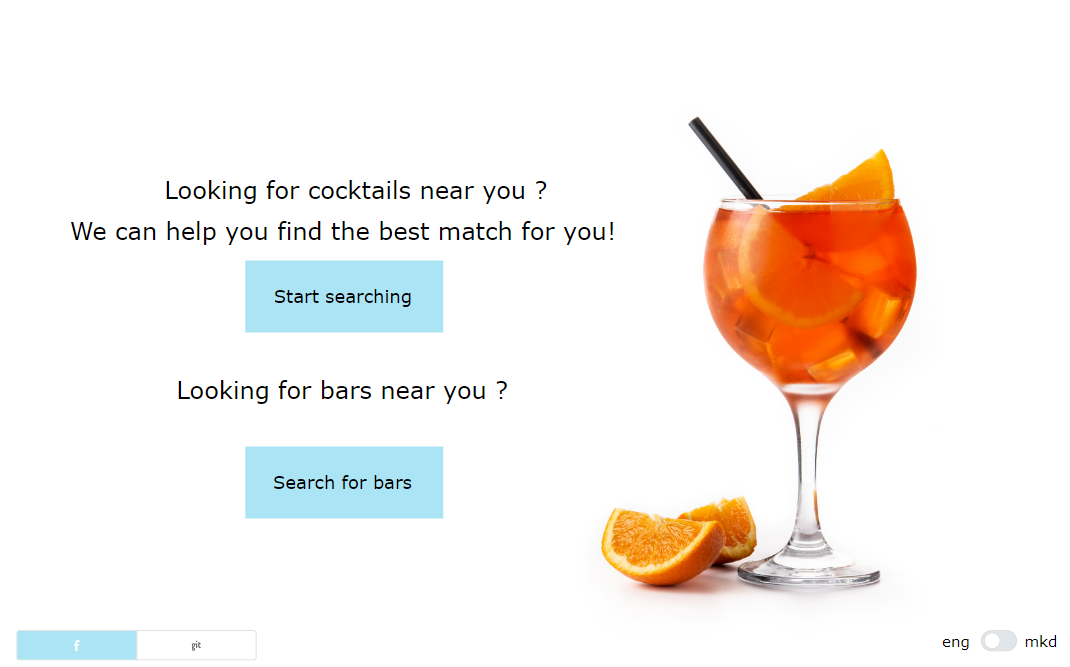 Looking for cocktails near you ?
We can help you find the best match for you!
Start searching
Looking for bars near you ?
Search for bars
f
git
eng
mkd